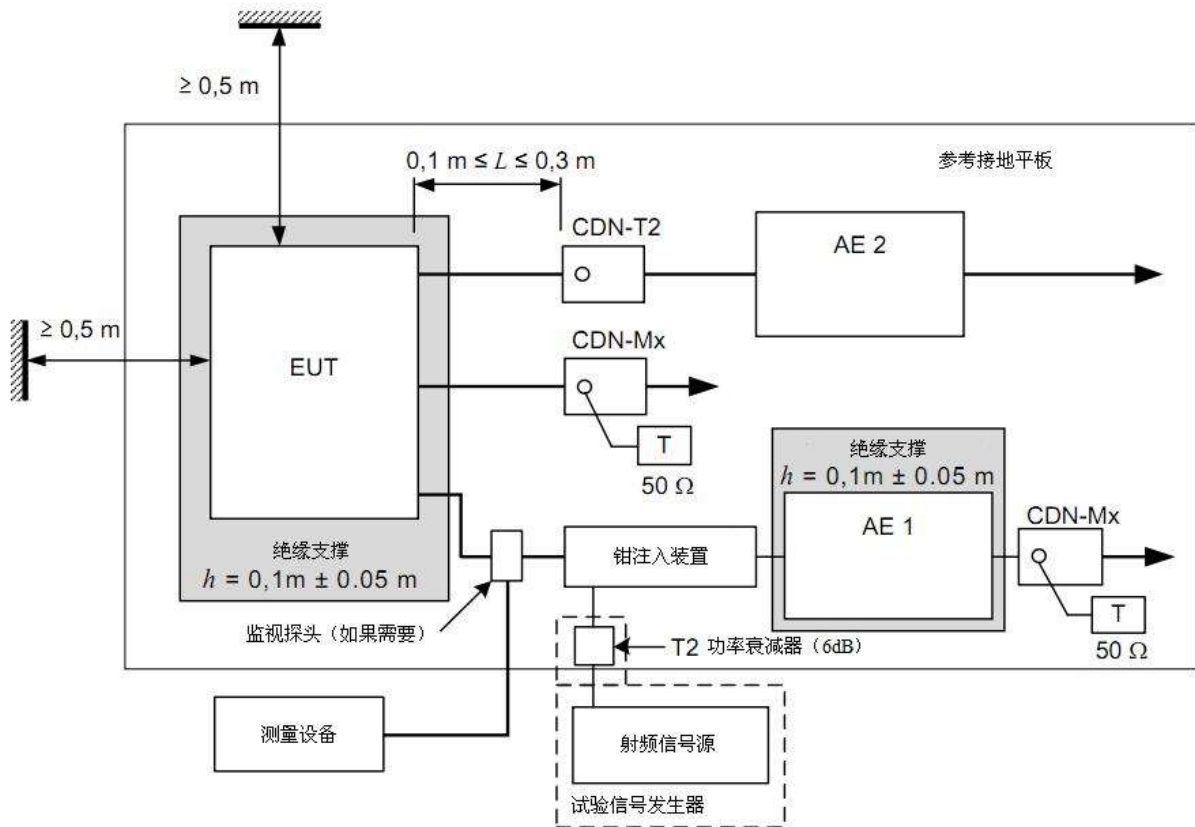 ≥ 0,5 m
0,1 m ≤ L ≤ 0,3 m
参考接地平板
CDN-T2
AE 2
≥ 0,5 m
EUT
CDN-Mx
T
50 Ω
绝缘支撑
h = 0,1m ± 0.05 m
AE 1
CDN-Mx
T
50 Ω
钳注入装置
绝缘支撑
h = 0,1m ± 0.05 m
监视探头（如果需要）
T2 功率衰减器（6dB）
测量设备
射频信号源
试验信号发生器